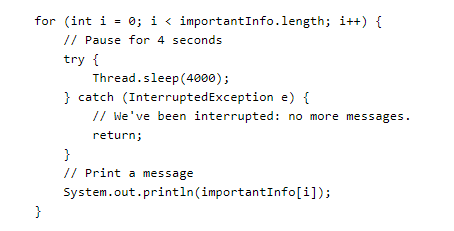 for (int i = 0; i < importantInfo.length; i++) {
    // Pause for 4 seconds
    try {
        Thread.sleep(4000);
    } catch (InterruptedException e) {
        // We've been interrupted: no more messages.
        return;
    }
    // Print a message
    System.out.println(importantInfo[i]);
}